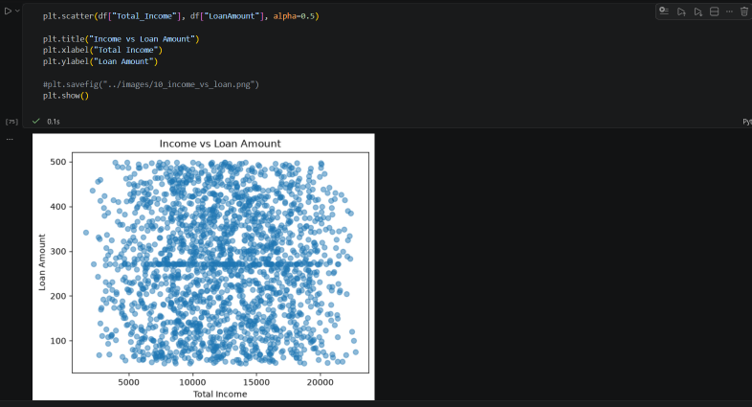 plt.scatter(df["Total_Income"], df["LoanAmount"], alpha=0.5)
plt.title("Income vs Loan Amount")
plt.xlabel("Total Income")
plt.ylabel("Loan Amount")
#plt.savefig("../images/10_income_vs_loan.png")
plt.show()
[75]
0.1s
Pyt
...
Income vs Loan Amount
500
400
300
200
100
Loan Amount
5000 10000 15000 20000
Total Income